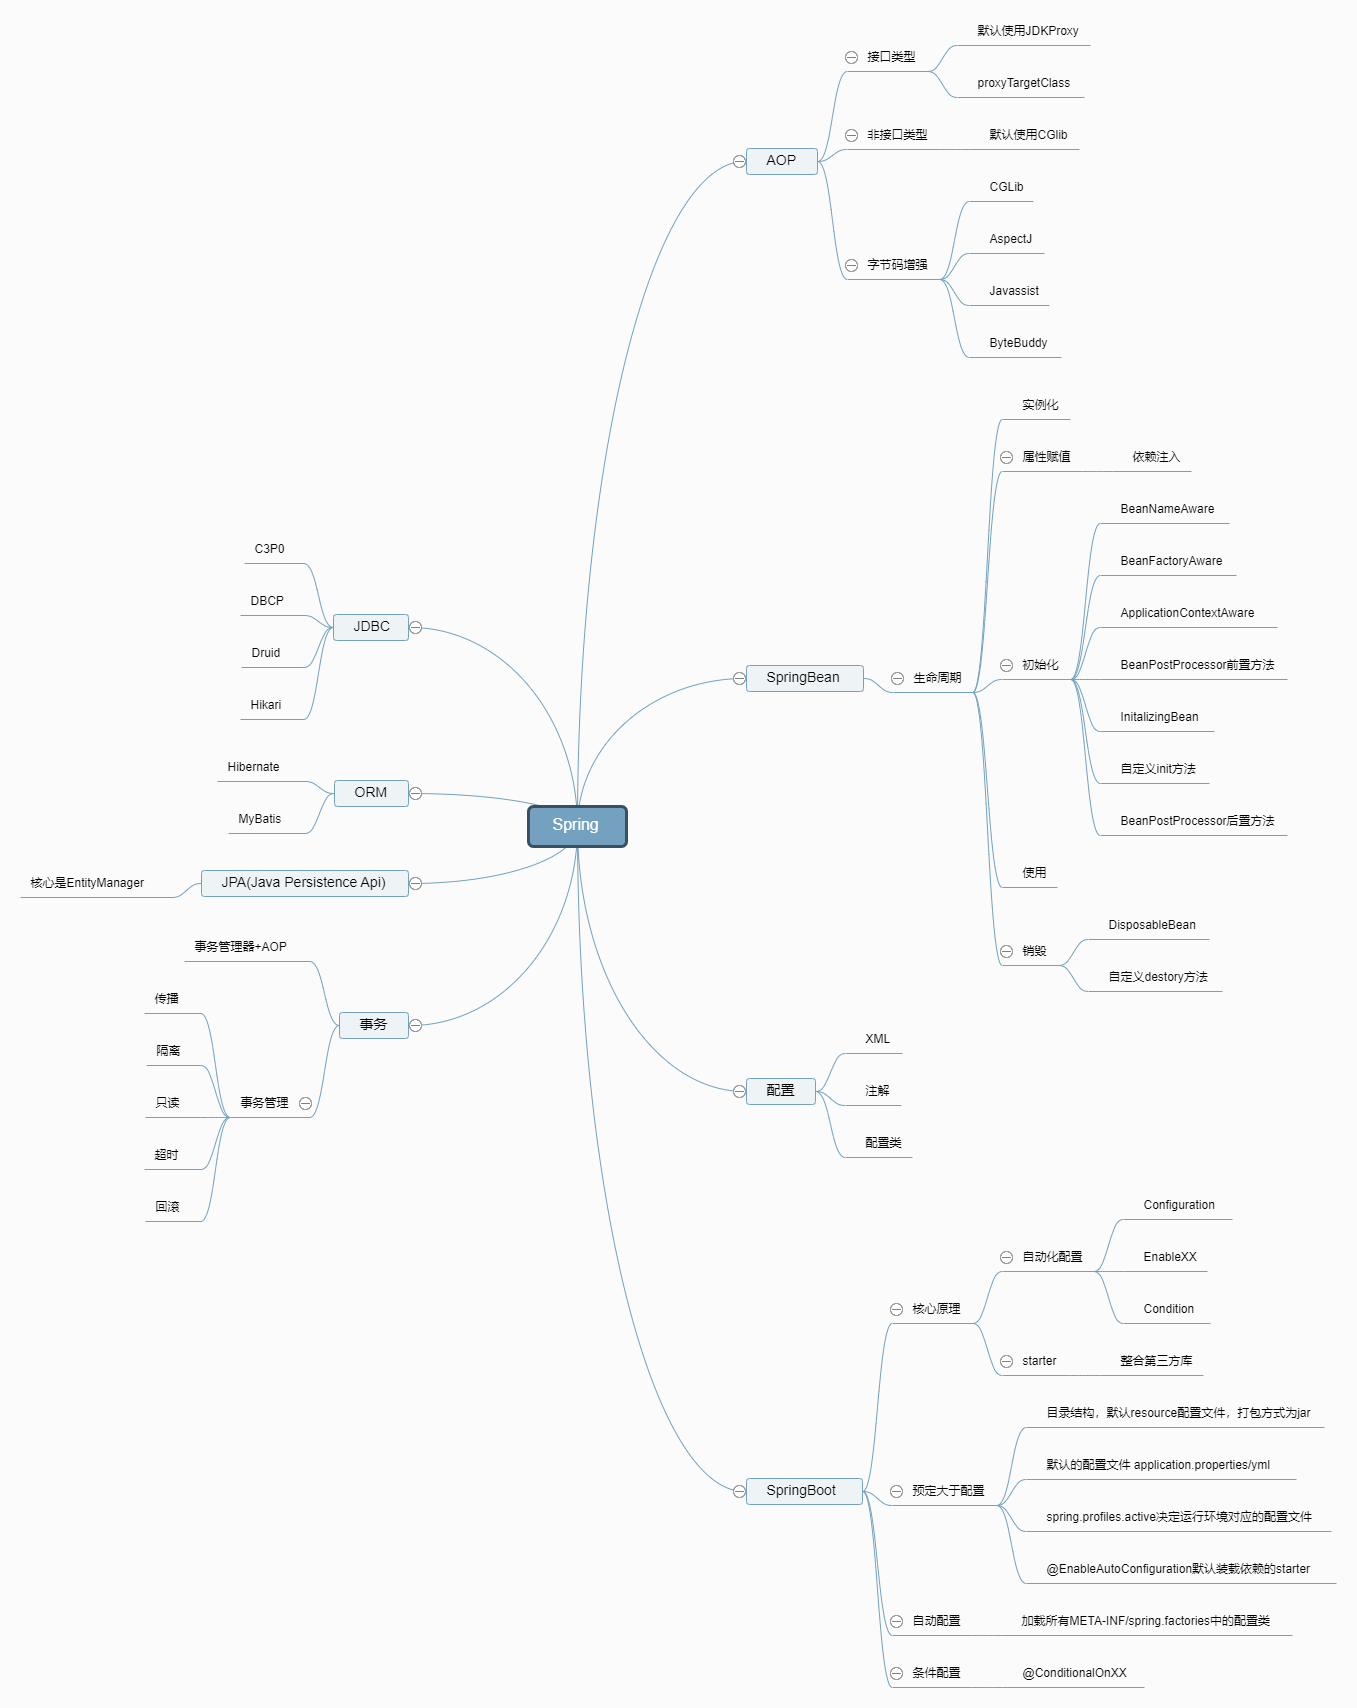 Spring
AOP
接口类型
默认使用JDKProxy
proxyTargetClass
非接口类型
默认使用CGlib
字节码增强
CGLib
AspectJ
Javassist
ByteBuddy
SpringBean
生命周期
实例化
属性赋值
依赖注入
初始化
BeanNameAware
BeanFactoryAware
ApplicationContextAware
BeanPostProcessor前置方法
InitalizingBean
自定义init方法
BeanPostProcessor后置方法
使用
销毁
DisposableBean
自定义destory方法
配置
XML
注解
配置类
SpringBoot
核心原理
自动化配置
Configuration
EnableXX
Condition
starter
整合第三方库
预定大于配置
目录结构，默认resource配置文件，打包方式为jar
默认的配置文件 application.properties/yml
spring.profiles.active决定运行环境对应的配置文件
@EnableAutoConfiguration默认装载依赖的starter
自动配置
加载所有META-INF/spring.factories中的配置类
条件配置
@ConditionalOnXX
JDBC
C3P0
DBCP
Druid
Hikari
ORM
Hibernate
MyBatis
JPA(Java Persistence Api)
核心是EntityManager
事务
事务管理器+AOP
事务管理
传播
隔离
只读
超时
回滚